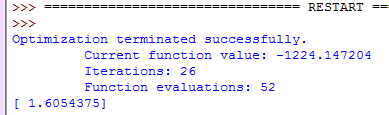 >>> ================================ RESTART ==
>>>
Optimization terminated successfully.
Current function value: -1224.147204
Iterations: 26
Function evaluations: 52
[ 1.6054375]